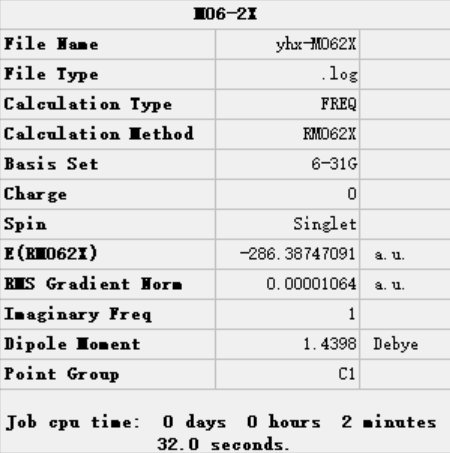 M06-2X
File Name yhx-M062X
File Type .log
Calculation Type FREQ
Calculation Method RM062X
Basis Set 6-31G
Charge 0
Spin Singlet
E(RM062X) -286.38747091 a.u.
RMS Gradient Norm 0.00001064 a.u.
Imaginary Freq 1
Dipole Moment 1.4398 Debye
Point Group C1
Job cpu time: 0 days 0 hours 2 minutes
32.0 seconds.